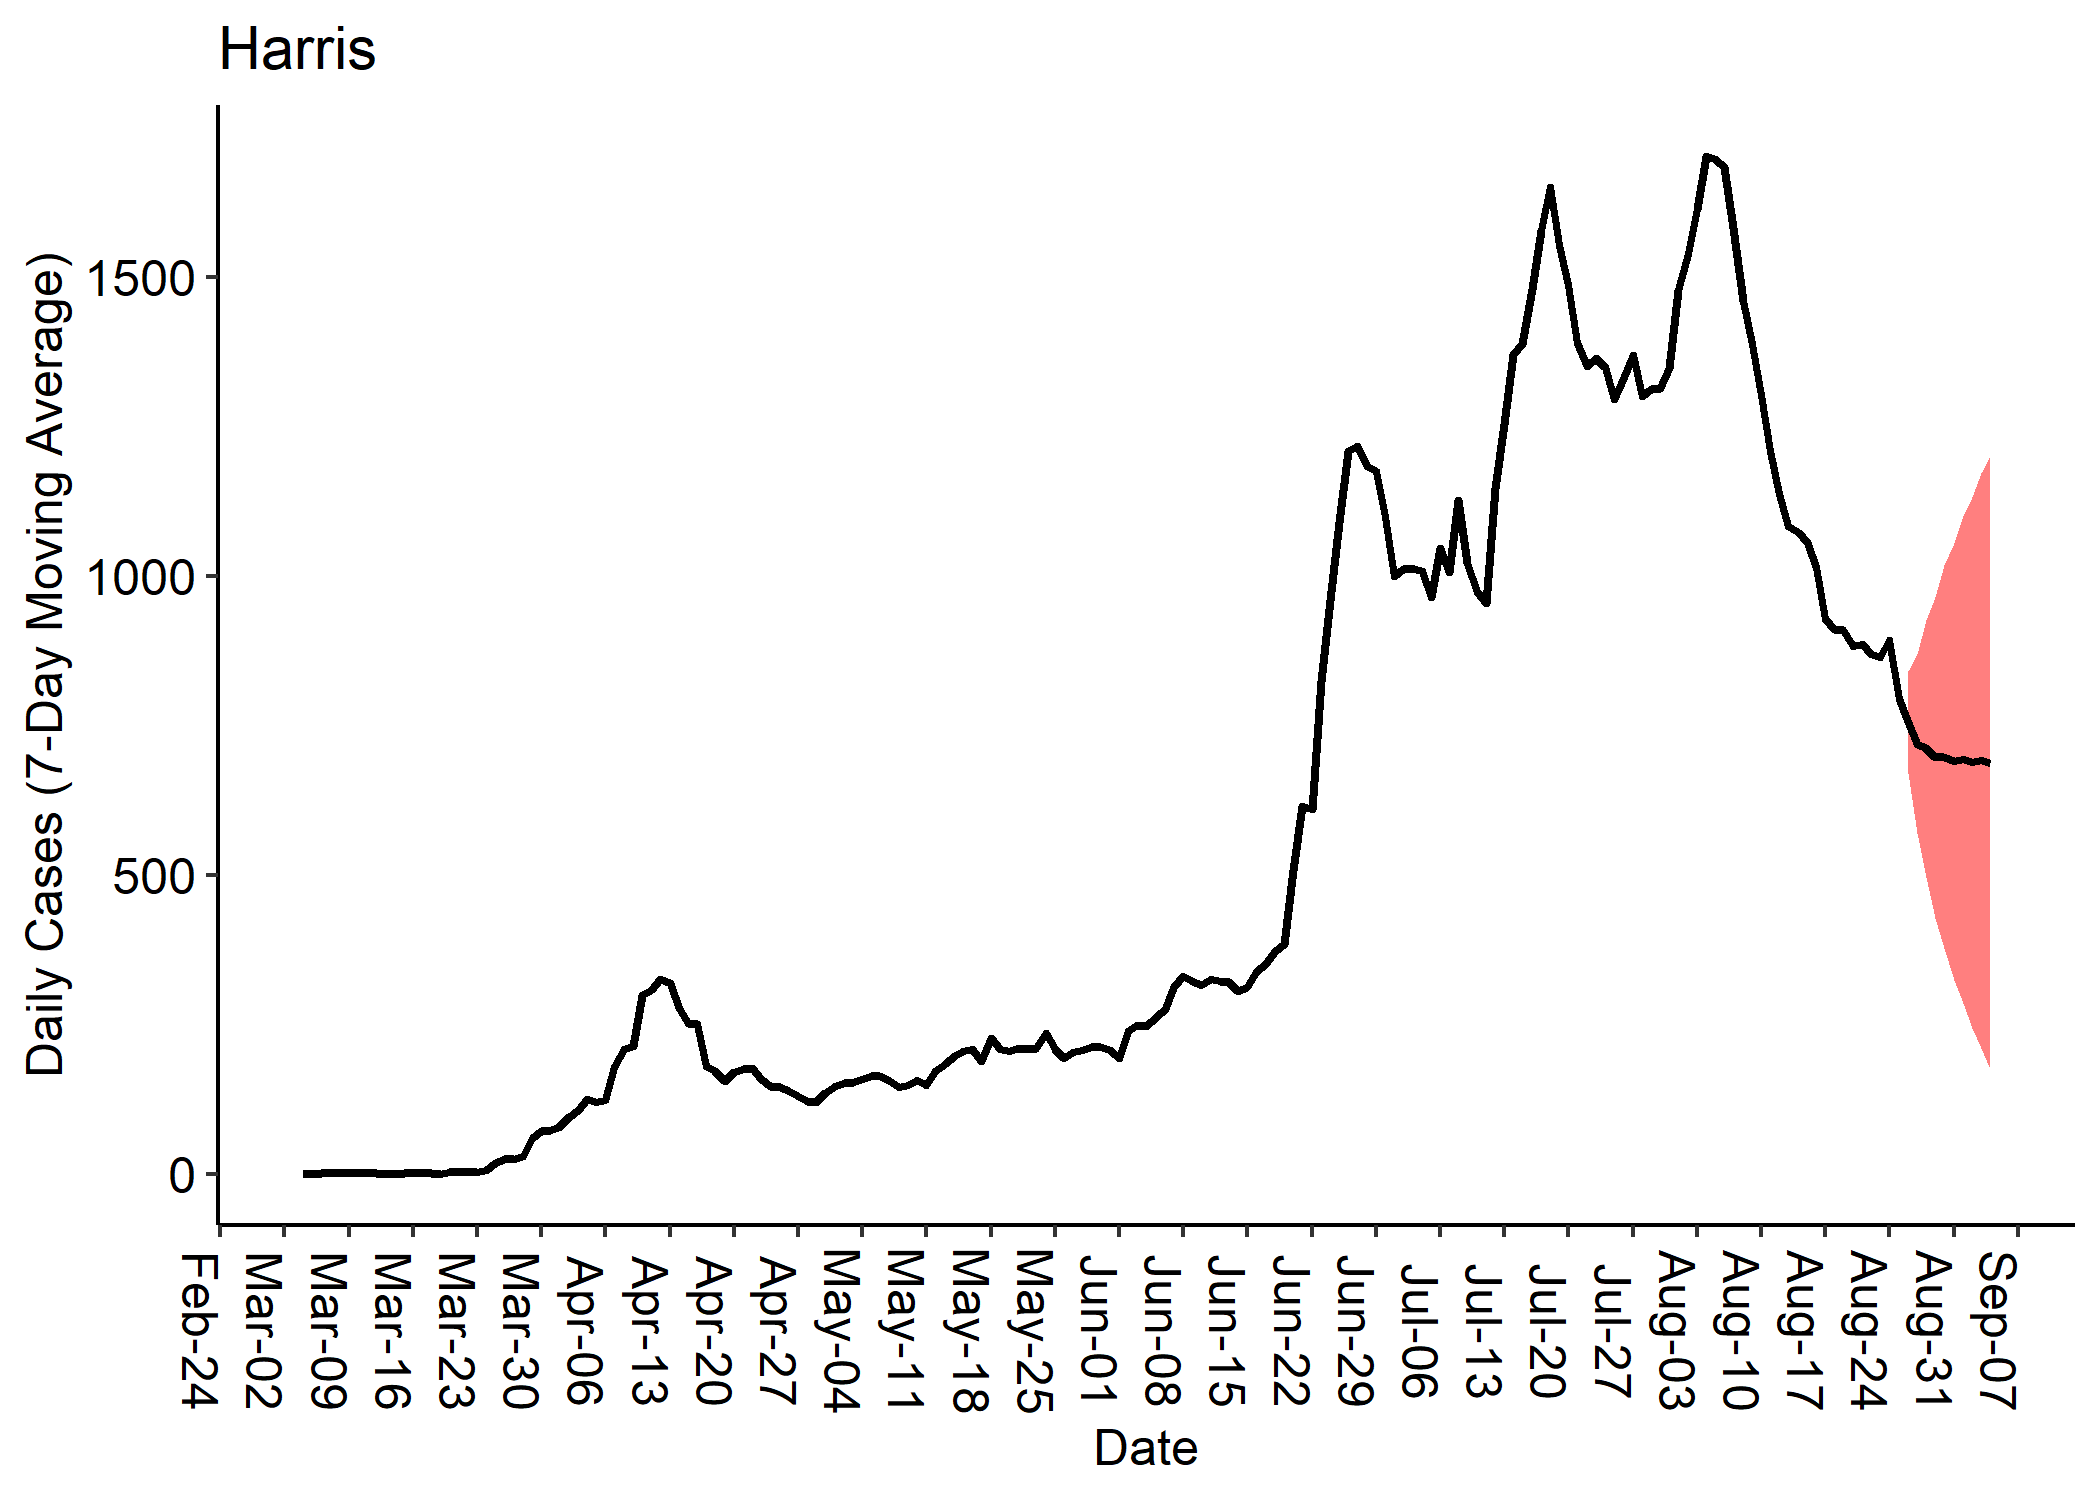 Harris
Daily Cases (7-Day Moving Average)
1500
1000
500
0
Feb-24
Mar-02
Mar-09
Mar-16
Mar-23
Mar-30
Apr-06
Apr-13
Apr-20
Apr-27
May-04
May-11
May-18
May-25
Jun-01
Jun-08
Jun-15
Jun-22
Jun-29
Jul-06
Jul-13
Jul-20
Jul-27
Aug-03
Aug-10
Aug-17
Aug-24
Aug-31
Sep-07
Date